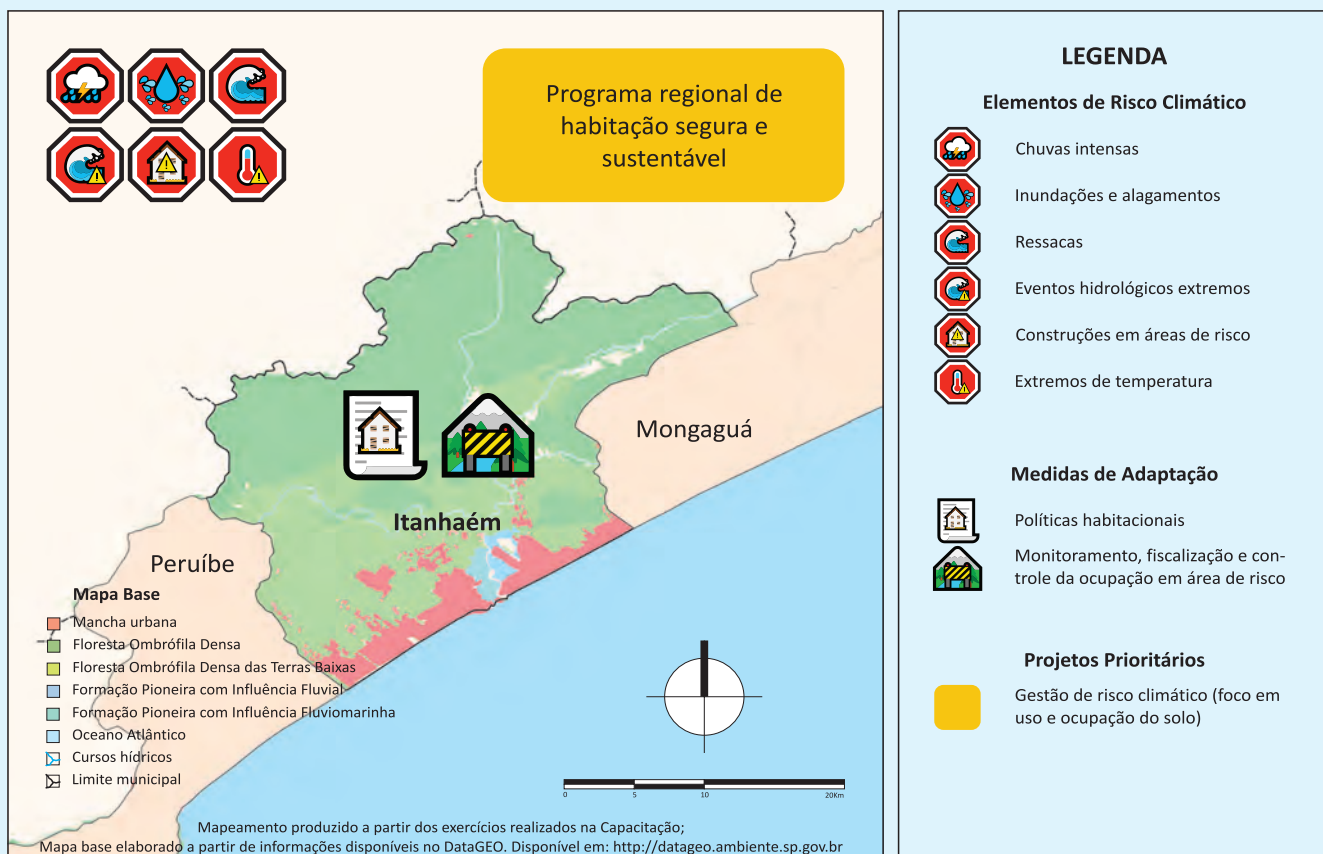 Programa regional de
habitação segura e
sustentável
Mongaguá
Itanhaém
Peruíbe
Mapa Base
Mancha urbana
Floresta Ombrófila Densa
Floresta Ombrófila Densa das Terras Baixas
Formação Pioneira com Influência Fluvial
Formação Pioneira com Influência Fluviomarinha
Oceano Atlântico
Cursos hídricos
Limite municipal
0 5 10 20Km
Mapeamento produzido a partir dos exercícios realizados na Capacitação;
Mapa base elaborado a partir de informações disponíveis no DataGEO. Disponível em: http://datageo.ambiente.sp.gov.br
LEGENDA
Elementos de Risco Climático
Chuvas intensas
Inundações e alagamentos
Ressacas
Eventos hidrológicos extremos
Construções em áreas de risco
Extremos de temperatura
Medidas de Adaptação
Políticas habitacionais
Monitoramento, fiscalização e con-
trole da ocupação em área de risco
Projetos Prioritários
Gestão de risco climático (foco em
uso e ocupação do solo)